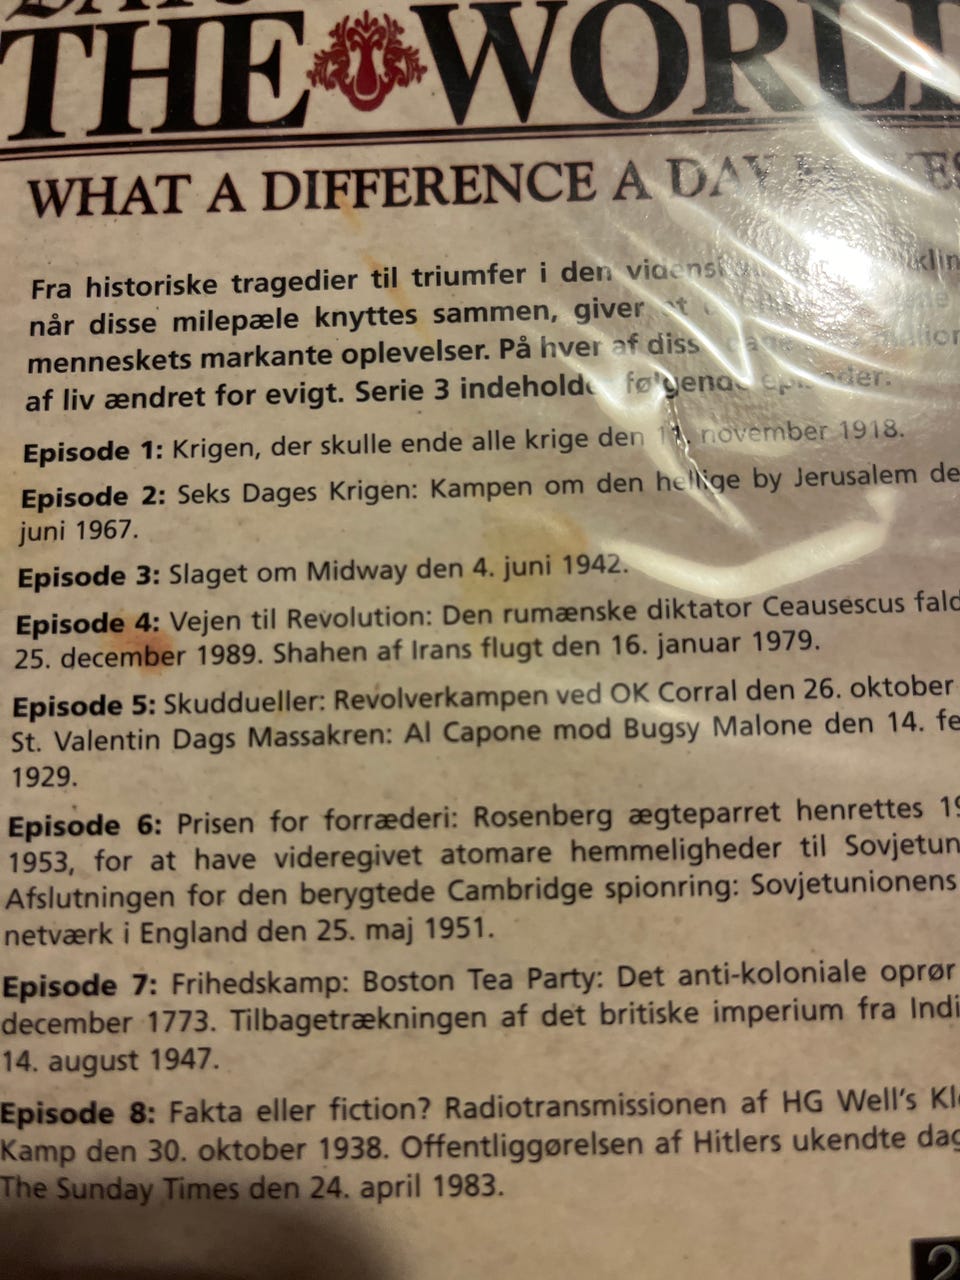 THE WORL
WHAT A DIFFERENCE A DAY
Fra historiske tragedier til triumfer i den
når disse milepæle knyttes sammen, giver
menneskets markante oplevelser. På hver af
af liv ændret for evigt. Serie 3 indeholder følgende episoder:
Episode 1: Krigen, der skulle ende alle krige den 11. november 1918.
Episode 2: Seks Dages Krigen: Kampen om den hellige by Jerusalem de
juni 1967.
Episode 3: Slaget om Midway den 4. juni 1942.
Episode 4: Vejen til Revolution: Den rumænske diktator Ceausescus fald
25. december 1989. Shahen af Irans flugt den 16. januar 1979.
Episode 5: Skuddueller: Revolverkampen ved OK Corral den 26. oktober
St. Valentin Dags Massakren: Al Capone mod Bugsy Malone den 14. fe
1929.
Episode 6: Prisen for forræderi: Rosenberg ægteparret henrettes 19
1953, for at have videregivet atomare hemmeligheder til Sovjetun
Afslutningen for den berygtede Cambridge spionring: Sovjetunionens
netværk i England den 25. maj 1951.
Episode 7: Frihedskamp: Boston Tea Party: Det anti-koloniale oprør
december 1773. Tilbagetrækningen af det britiske imperium fra Indi
14. august 1947.
Episode 8: Fakta eller fiction? Radiotransmissionen af HG Well's Kl
Kamp den 30. oktober 1938. Offentliggørelsen af Hitlers ukendte dag
The Sunday Times den 24. april 1983.
2